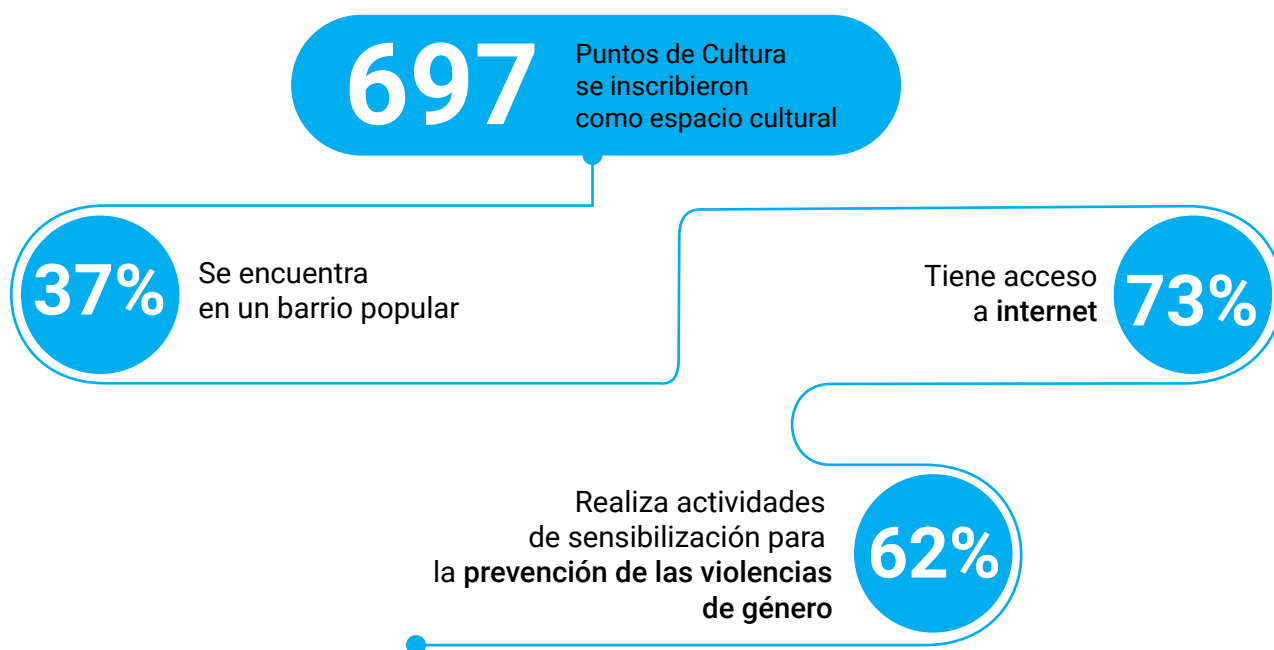 697
Puntos de Cultura
se inscribieron
como espacio cultural
37%
Se encuentra
en un barrio popular
Tiene acceso
a internet
73%
Realiza actividades
de sensibilización para
la prevención de las violencias
de género
62%